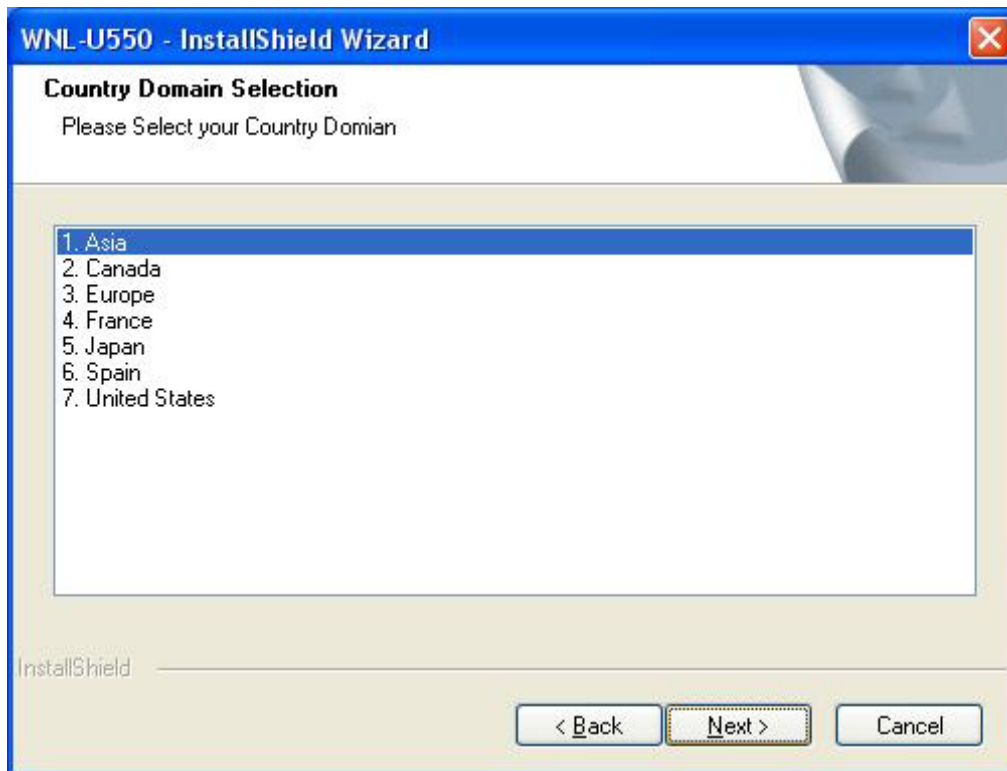 WNL-U550 - InstallShield Wizard
Country Domain Selection
Please Select your Country Domian
1. Asia
2. Canada
3. Europe
4. France
5. Japan
6. Spain
7. United States
InstallShield
< Back Next > Cancel